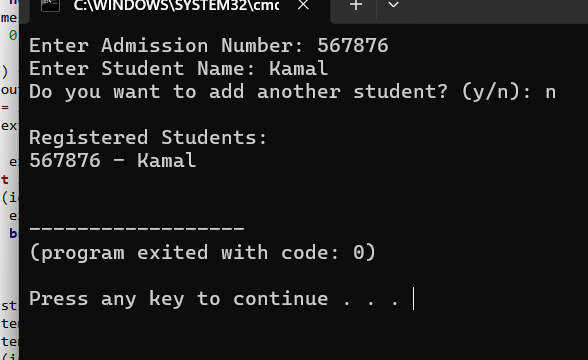 C:\WINDOWS\SYSTEM32\cmd
Enter Admission Number: 567876
Enter Student Name: Kamal
Do you want to add another student? (y/n): n
Registered Students:
567876 - Kamal
------------------
(program exited with code: 0)
Press any key to continue . . .